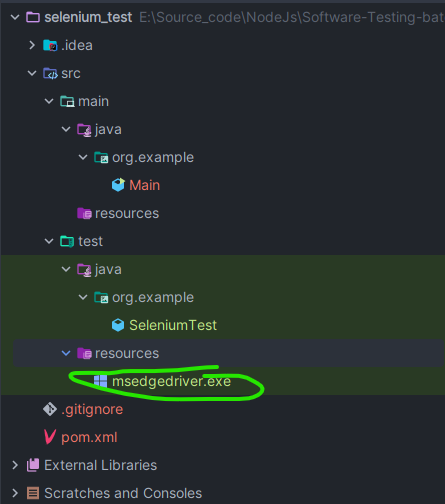 selenium_test E:\Source_code\NodeJs\Software-Testing-bat
.idea
src
main
java
org.example
Main
resources
test
java
org.example
SeleniumTest
resources
msedgedriver.exe
.gitignore
pom.xml
External Libraries
Scratches and Consoles